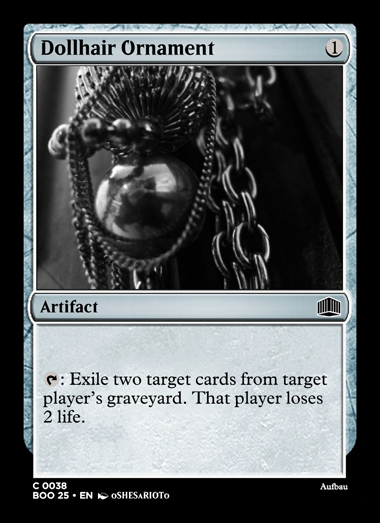 Dollhair Ornament
1
Artifact
: Exile two target cards from target
player's graveyard. That player loses
2 life.
C 0038
BOO 25 • EN oSHESARIOTo
Aufbau